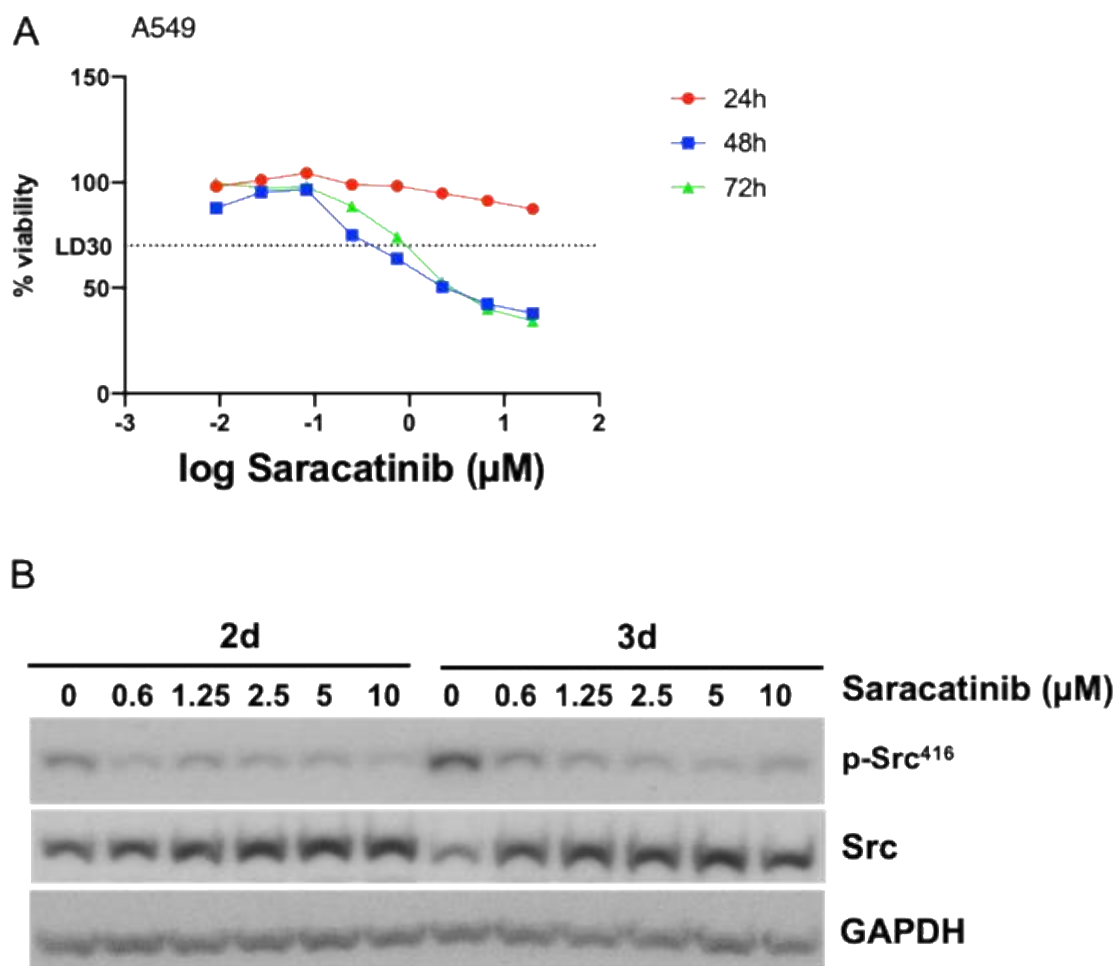 A
A549
150
100
LD30
50
0
% viability
-3 -2 -1 0 1 2
log Saracatinib (µM)
24h
48h
72h
B
2d 3d
0 0.6 1.25 2.5 5 10 0 0.6 1.25 2.5 5 10 Saracatinib (µM)
p-Src⁴¹⁶
Src
GAPDH